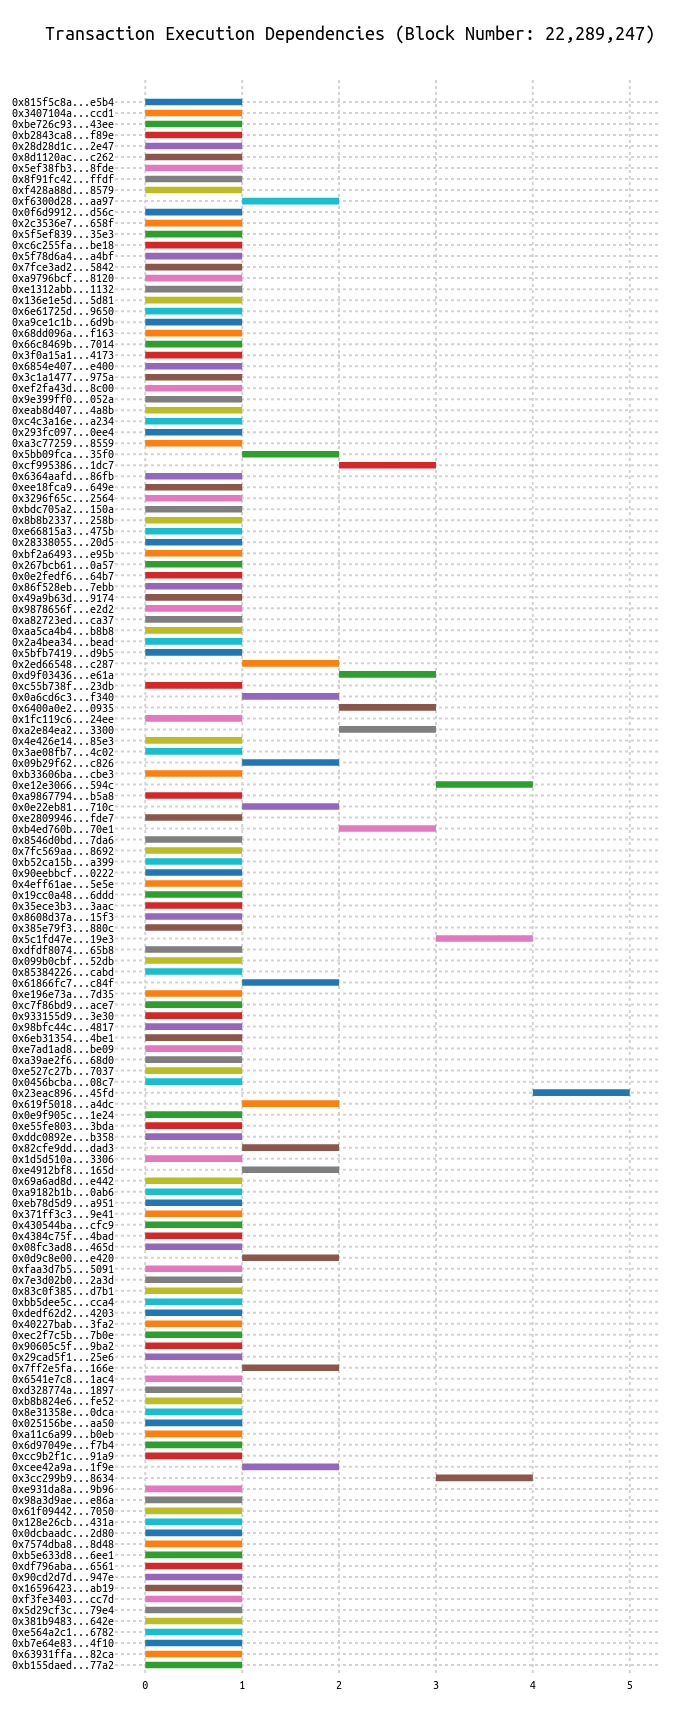 Transaction Execution Dependencies (Block Number: 22,289,247)
0x815f5c8a...e5b4
0x3407104a...ccd1
0xbe726c93...43ee
0xb2843ca8...f89e
0x28d28d1c...2e47
0x8d1120ac...c262
0x5ef38fb3...8fde
0x8f91fc42...ffdf
0xf428a88d...8579
0xf6300d28...aa97
0x0f6d9912...d56c
0x2c3536e7...658f
0x5f5ef839...35e3
0xc6c255fa...be18
0x5f78d6a4...a4bf
0x7fce3ad2...5842
0xa9796bcf...8120
0xe1312abb...1132
0x136e1e5d...5d81
0x6e61725d...9650
0xa9ce1c1b...6d9b
0x68dd096a...f163
0x66c8469b...7014
0x3f0a15a1...4173
0x6854e407...e400
0x3c1a1477...975a
0xef2fa43d...8c00
0x9e399ff0...052a
0xeab8d407...4a8b
0xc4c3a16e...a234
0x293fc097...0ee4
0xa3c77259...8559
0x5bb09fca...35f0
0xcf995386...1dc7
0x6364aafd...86fb
0xee18fca9...649e
0x3296f65c...2564
0xbdc705a2...150a
0x8b8b2337...258b
0xe66815a3...475b
0x28338055...20d5
0xbf2a6493...e95b
0x267bcb61...0a57
0x0e2fedf6...64b7
0x86f528eb...7ebb
0x49a9b63d...9174
0x9878656f...e2d2
0xa82723ed...ca37
0xaa5ca4b4...b8b8
0x2a4bea34...bead
0x5bfb7419...d9b5
0x2ed66548...c287
0xd9f03436...e61a
0xc55b738f...23db
0x0a6cd6c3...f340
0x6400a0e2...0935
0x1fc119c6...24ee
0xa2e84ea2...3300
0x4e426e14...85e3
0x3ae08fb7...4c02
0x09b29f62...c826
0xb33606ba...cbe3
0xe12e3066...594c
0xa9867794...b5a8
0x0e22eb81...710c
0xe2809946...fde7
0xb4ed760b...70e1
0x8546d0bd...7da6
0x7fc569aa...8692
0xb52ca15b...a399
0x90eebbcf...0222
0x4eff61ae...5e5e
0x19cc0a48...6ddd
0x35ece3b3...3aac
0x8608d37a...15f3
0x385e79f3...880c
0x5c1fd47e...19e3
0xdfdf8074...65b8
0x099b0cbf...52db
0x85384226...cabd
0x61866fc7...c84f
0xe196e73a...7d35
0xc7f86bd9...ace7
0x933155d9...3e30
0x98bfc44c...4817
0x6eb31354...4be1
0xe7ad1ad8...be09
0xa39ae2f6...68d0
0xe527c27b...7037
0x0456bcba...08c7
0x23eac896...45fd
0x619f5018...a4dc
0x0e9f905c...1e24
0xe55fe803...3bda
0xddc0892e...b358
0x82cfe9dd...dad3
0x1d5d510a...3306
0xe4912bf8...165d
0x69a6ad8d...e442
0xa9182b1b...0ab6
0xeb78d5d9...a951
0x371ff3c3...9e41
0x430544ba...cfc9
0x4384c75f...4bad
0x08fc3ad8...465d
0x0d9c8e00...e420
0xfaa3d7b5...5091
0x7e3d02b0...2a3d
0x83c0f385...d7b1
0xbb5dee5c...cca4
0xdedf62d2...4203
0x40227bab...3fa2
0xec2f7c5b...7b0e
0x90605c5f...9ba2
0x29cad5f1...25e6
0x7ff2e5fa...166e
0x6541e7c8...1ac4
0xd328774a...1897
0xb8b824e6...fe52
0x8e31358e...0dca
0x025156be...aa50
0xa11c6a99...b0eb
0x6d97049e...f7b4
0xcc9b2f1c...91a9
0xcee42a9a...1f9e
0x3cc299b9...8634
0xe931da8a...9b96
0x98a3d9ae...e86a
0x61f09442...7050
0x128e26cb...431a
0x0dcbaadc...2d80
0x7574dba8...8d48
0xb5e633d8...6ee1
0xdf796aba...6561
0x90cd2d7d...947e
0x16596423...ab19
0xf3fe3403...cc7d
0x5d29cf3c...79e4
0x381b9483...642e
0xe564a2c1...6782
0xb7e64e83...4f10
0x63931ffa...82ca
0xb155daed...77a2
0 1 2 3 4 5